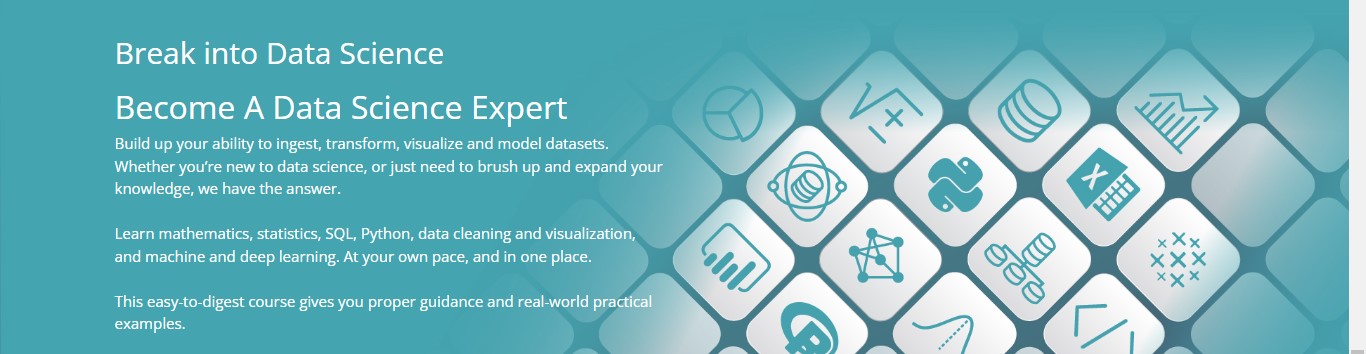 Break into Data Science
Become A Data Science Expert
Build up your ability to ingest, transform, visualize and model datasets.
Whether you’re new to data science, or just need to brush up and expand your
knowledge, we have the answer.
Learn mathematics, statistics, SQL, Python, data cleaning and visualization,
and machine and deep learning. At your own pace, and in one place.
This easy-to-digest course gives you proper guidance and real-world practical
examples.